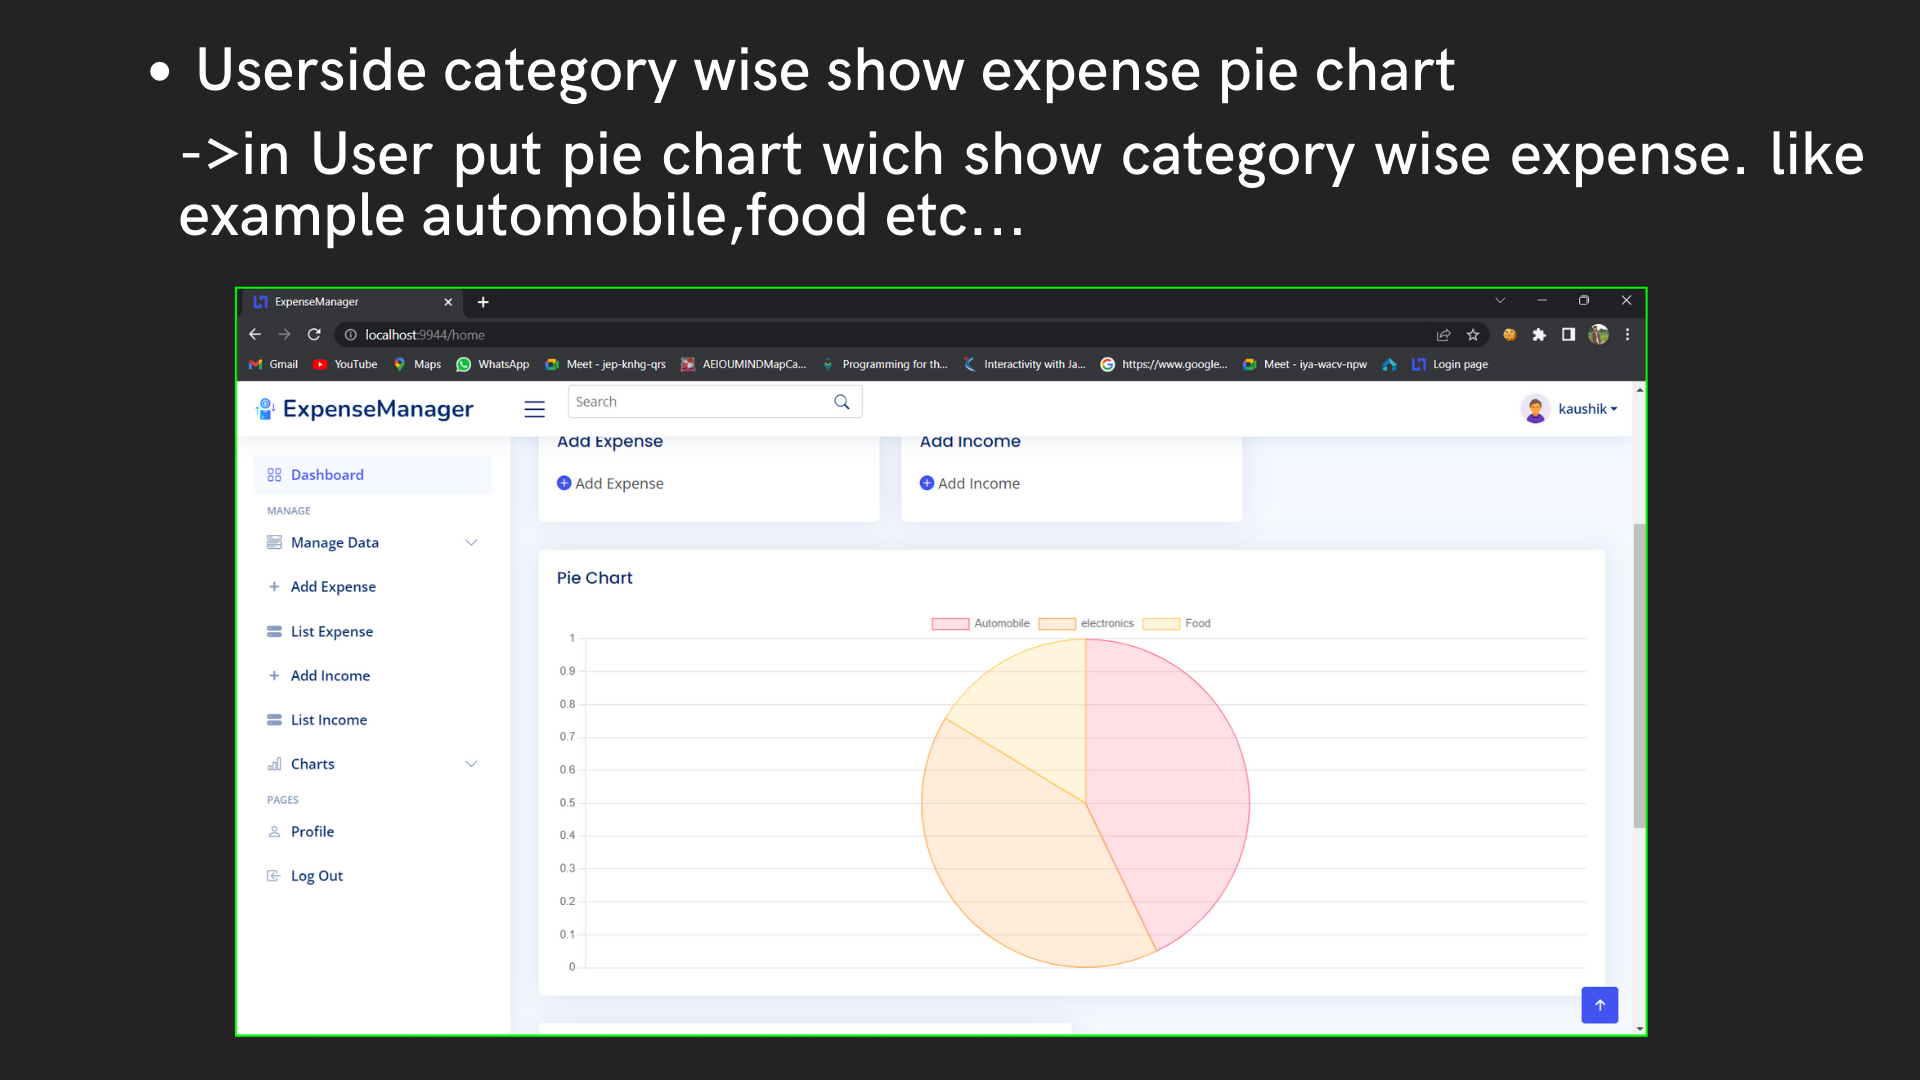 • Userside category wise show expense pie chart
->in User put pie chart wich show category wise expense. like
example automobile,food etc...
ExpenseManager
localhost:9944/home
Gmail YouTube Maps WhatsApp Meet - jep-knhg-qrs AEIOUMINDMapCa... Programming for th... Interactivity with Ja... https://www.google... Meet - iya-wacv-npw Login page
ExpenseManager
Search
kaushik
Dashboard
MANAGE
Manage Data
Add Expense
List Expense
Add Income
List Income
Charts
PAGES
Profile
Log Out
Add Expense
Add Expense
Add Income
Add Income
Pie Chart
Automobile electronics Food
1
0.9
0.8
0.7
0.6
0.5
0.4
0.3
0.2
0.1
0